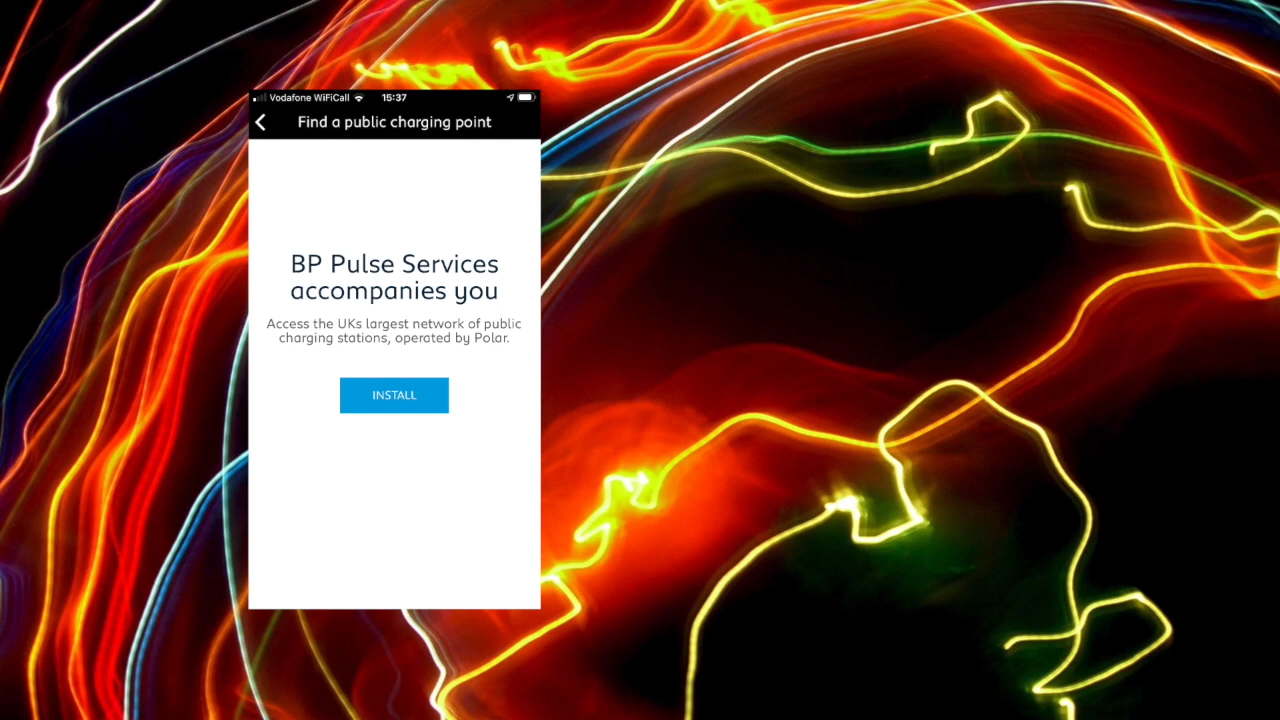 Vodafone WiFiCall 15:37
Find a public charging point
BP Pulse Services
accompanies you
Access the UKs largest network of public
charging stations, operated by Polar.
INSTALL